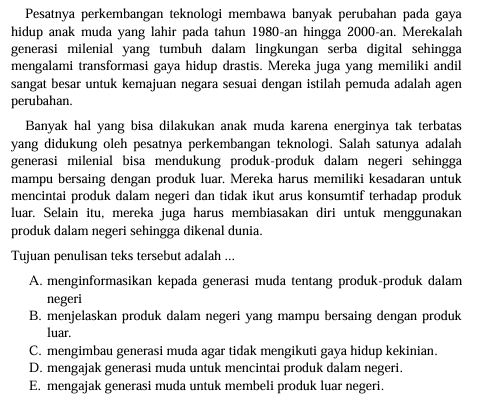 Pesatnya perkembangan teknologi membawa banyak perubahan pada gaya
hidup anak muda yang lahir pada tahun 1980-an hingga 2000-an. Merekalah
generasi milenial yang tumbuh dalam lingkungan serba digital sehingga
mengalami transformasi gaya hidup drastis. Mereka juga yang memiliki andil
sangat besar untuk kemajuan negara sesuai dengan istilah pemuda adalah agen
perubahan.
Banyak hal yang bisa dilakukan anak muda karena energinya tak terbatas
yang didukung oleh pesatnya perkembangan teknologi. Salah satunya adalah
generasi milenial bisa mendukung produk-produk dalam negeri sehingga
mampu bersaing dengan produk luar. Mereka harus memiliki kesadaran untuk
mencintai produk dalam negeri dan tidak ikut arus konsumtif terhadap produk
luar. Selain itu, mereka juga harus membiasakan diri untuk menggunakan
produk dalam negeri sehingga dikenal dunia.
Tujuan penulisan teks tersebut adalah ...
A. menginformasikan kepada generasi muda tentang produk-produk dalam
negeri
B. menjelaskan produk dalam negeri yang mampu bersaing dengan produk
luar.
C. mengimbau generasi muda agar tidak mengikuti gaya hidup kekinian.
D. mengajak generasi muda untuk mencintai produk dalam negeri.
E. mengajak generasi muda untuk membeli produk luar negeri.